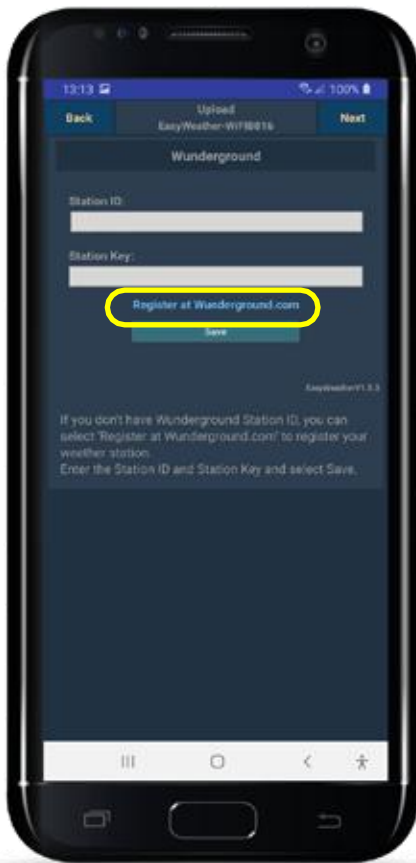 13:13 100%
Back Upload Next
EasyWeather-WiFi8816
Wunderground
Station ID:
Station Key:
Register at Wunderground.com
Save
EasyWeatherV1.5.5
If you don't have Wunderground Station ID, you can
select 'Register at Wunderground.com' to register your
weather station.
Enter the Station ID and Station Key and select Save.